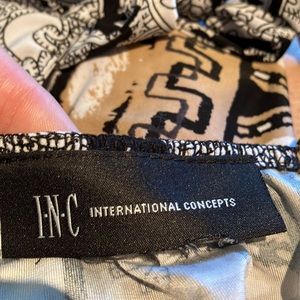 I·N·C INTERNATIONAL CONCEPTS